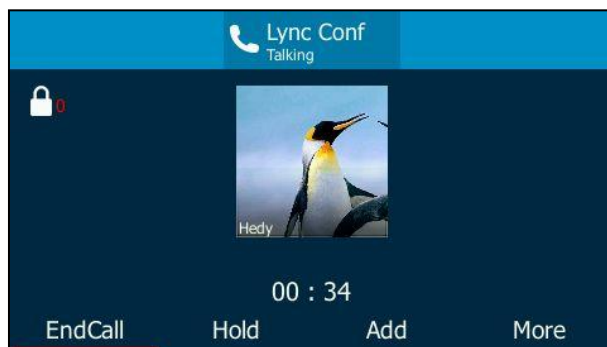 Lync Conf
Talking
0
Hedy
00 : 34
EndCall Hold Add More